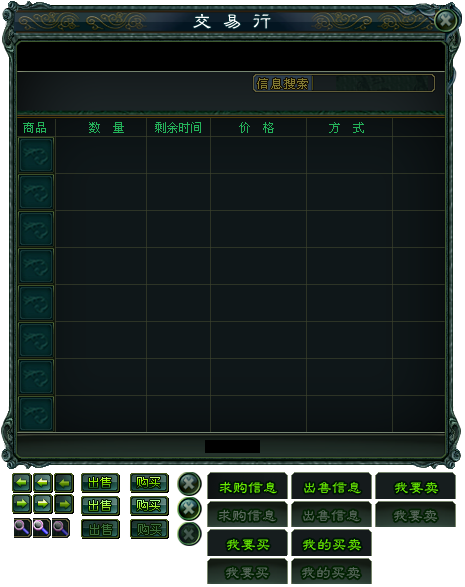 交易行
信息搜索
商品 数 量 剩余时间 价 格 方 式
出售 购买
出售 购买
出售 购买
求购信息 出售信息 我要卖
求购信息 出售信息 我要卖
我要买 我的买卖
我要买 我的买卖